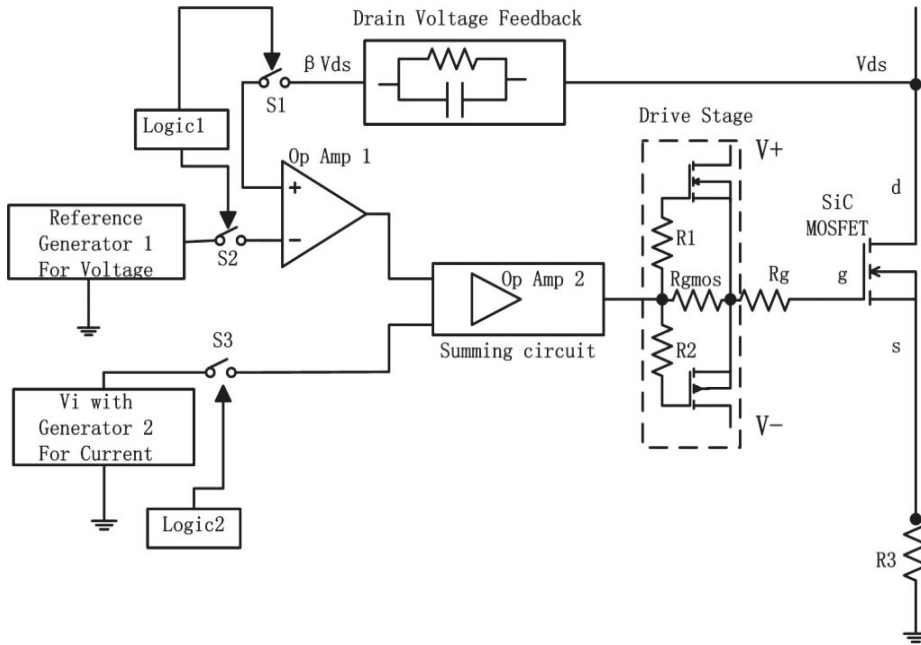 Drain Voltage Feedback
β Vds
Vds
S1
Logic1
Drive Stage
V+
Op Amp 1
+
d
SiC
MOSFET
Reference
Generator 1
For Voltage
S2
−
R1
Op Amp 2
Rgmos
Rg
g
S3
Summing circuit
R2
s
Vi with
Generator 2
For Current
V−
Logic2
R3